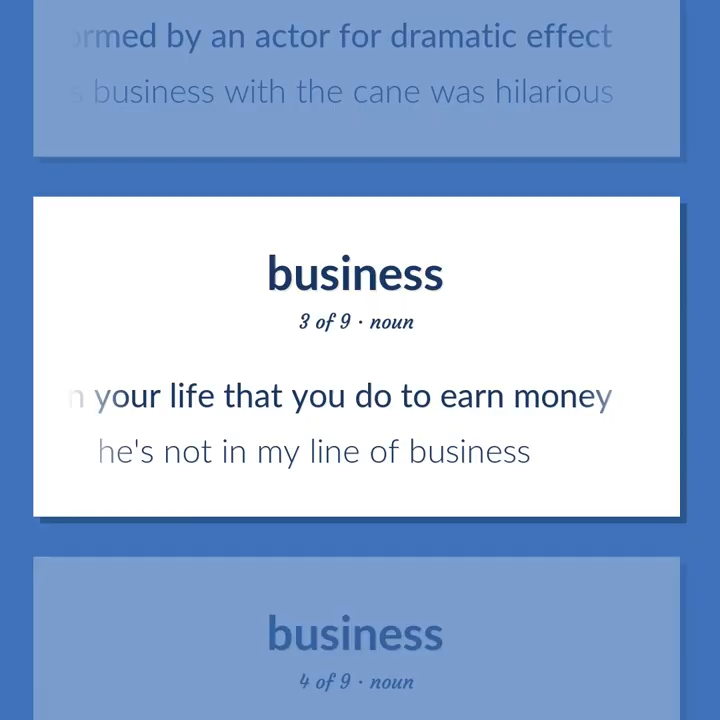 by an actor for dramatic effect
business with the cane was hilarious
business
3 of 9 · noun
your life that you do to earn money
he's not in my line of business
business
4 of 9 · noun